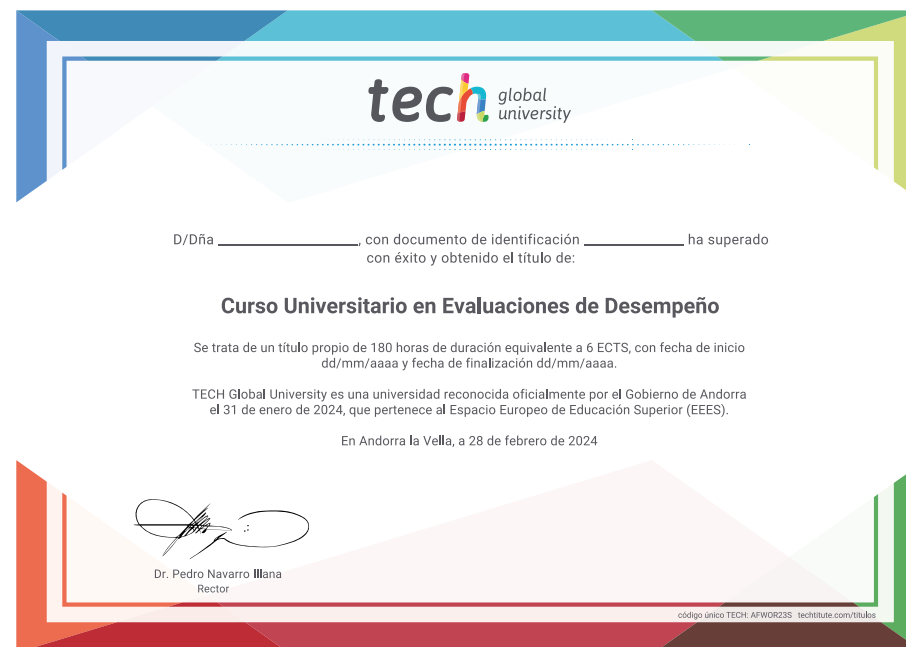 tech global
university
D/Dña ____________________, con documento de identificación ______________ ha superado
con éxito y obtenido el título de:
Curso Universitario en Evaluaciones de Desempeño
Se trata de un título propio de 180 horas de duración equivalente a 6 ECTS, con fecha de inicio
dd/mm/aaaa y fecha de finalización dd/mm/aaaa.
TECH Global University es una universidad reconocida oficialmente por el Gobierno de Andorra
el 31 de enero de 2024, que pertenece al Espacio Europeo de Educación Superior (EEES).
En Andorra la Vella, a 28 de febrero de 2024
Dr. Pedro Navarro Illana
Rector
código único TECH: AFWOR23S techtitute.com/titulos